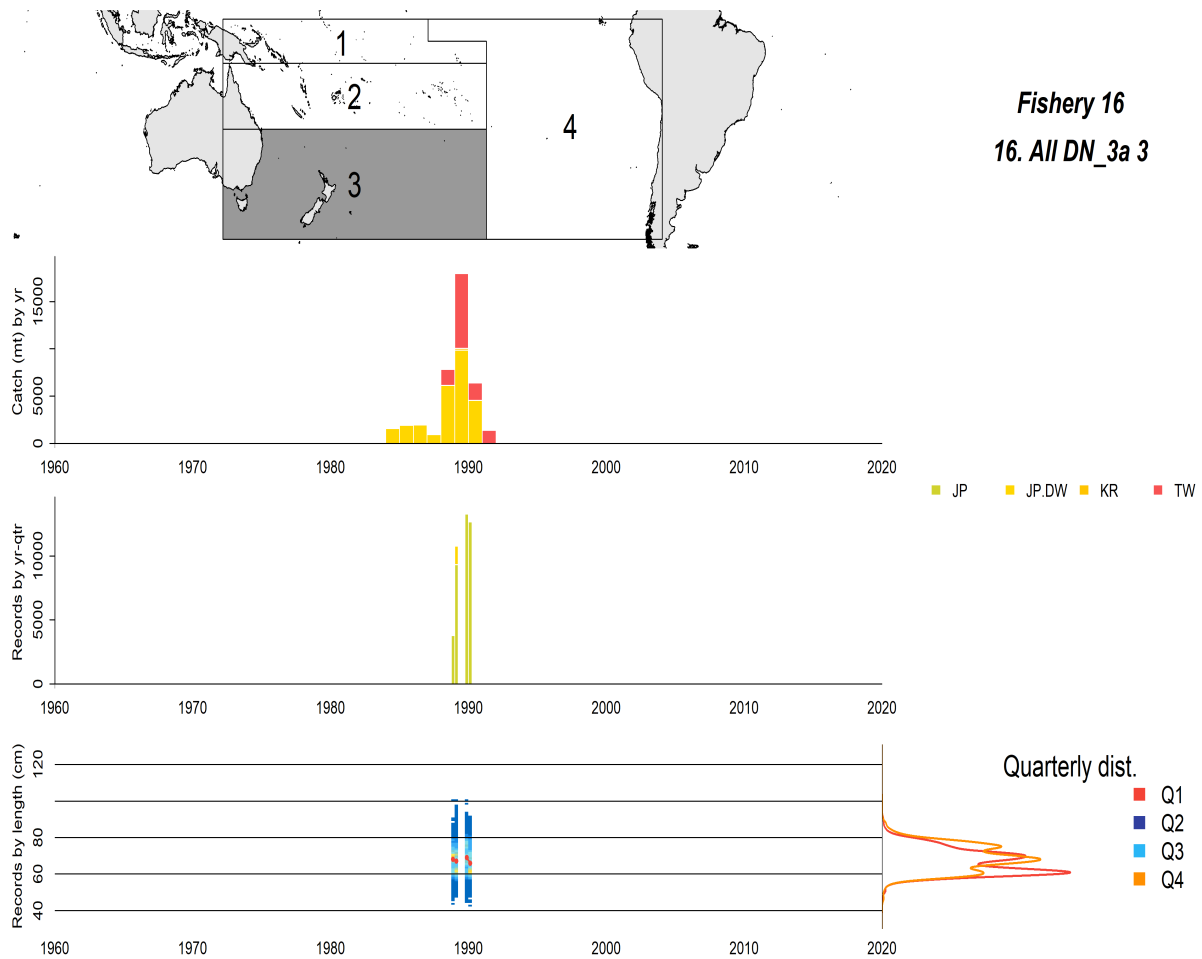 1
2
3
4
Fishery 16
16. All DN_3a 3
Catch (mt) by yr
0
5000
15000
1960 1970 1980 1990 2000 2010 2020
JP JP.DW KR TW
Records by yr-qtr
0
5000
10000
1960 1970 1980 1990 2000 2010 2020
Records by length (cm)
40
60
80
120
1960 1970 1980 1990 2000 2010 2020
Quarterly dist.
Q1
Q2
Q3
Q4